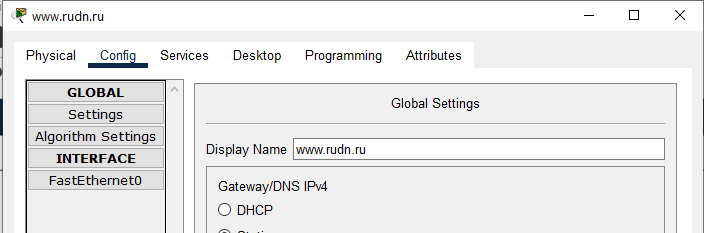 www.rudn.ru
Physical Config Services Desktop Programming Attributes
GLOBAL
Settings
Algorithm Settings
INTERFACE
FastEthernet0
Global Settings
Display Name www.rudn.ru
Gateway/DNS IPv4
DHCP